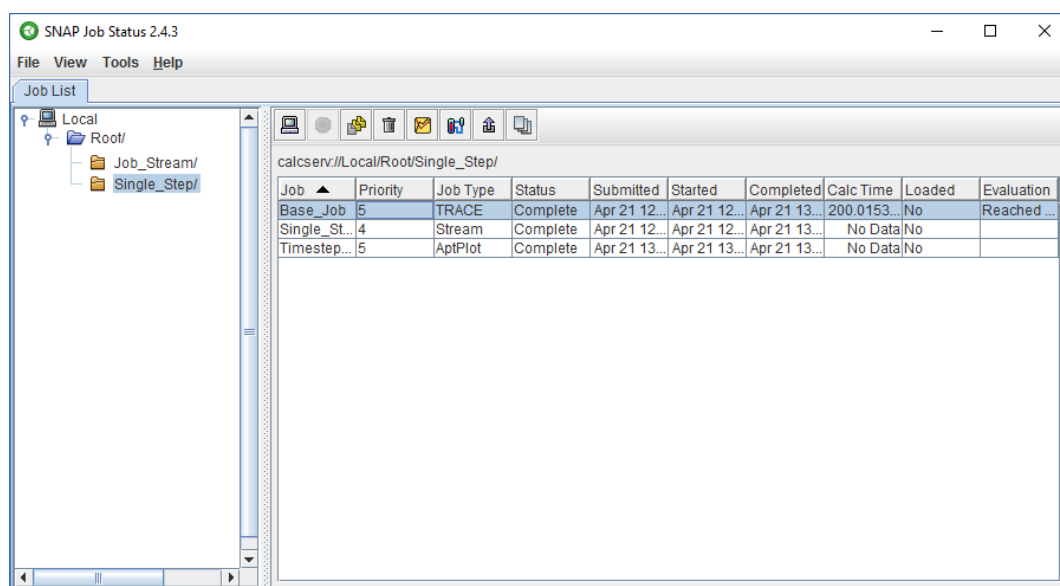 SNAP Job Status 2.4.3
File View Tools Help
Job List
Local
Root/
Job_Stream/
Single_Step/
calcserv://Local/Root/Single_Step/
Job Priority Job Type Status Submitted Started Completed Calc Time Loaded Evaluation
Base_Job 5 TRACE Complete Apr 21 12... Apr 21 12... Apr 21 13... 200.0153... No Reached ...
Single_St... 4 Stream Complete Apr 21 12... Apr 21 12... Apr 21 13... No Data No
Timestep... 5 AptPlot Complete Apr 21 13... Apr 21 13... Apr 21 13... No Data No